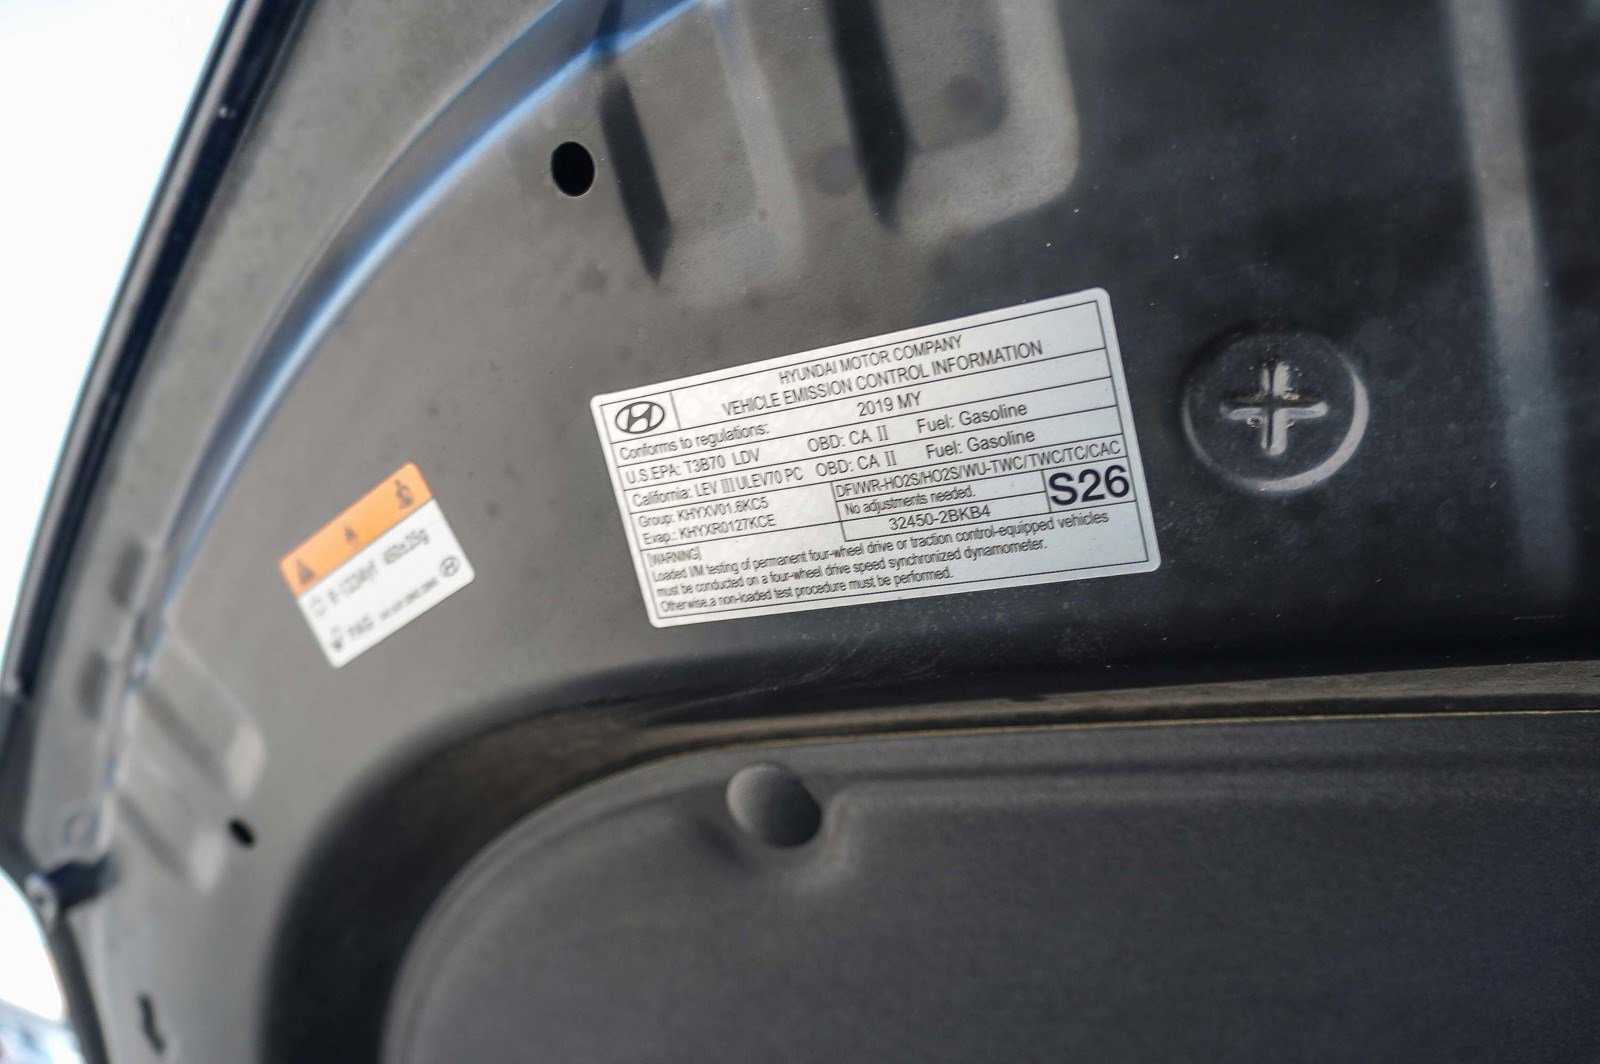 HYUNDAI MOTOR COMPANY
VEHICLE EMISSION CONTROL INFORMATION
Conforms to regulations: 2019 MY
U.S.EPA: T3B70 LDV OBD: CA II Fuel: Gasoline
California: LEV III ULEV70 PC OBD: CA II Fuel: Gasoline
Group: KHYXV01.6KC5 DFI/WR-HO2S/HO2S/WU-TWC/TWC/TC/CAC
Evap.: KHYXR0127KCE No adjustments needed. S26
32450-2BKB4
[WARNING]
Loaded I/M testing of permanent four-wheel drive or traction control-equipped vehicles
must be conducted on a four-wheel drive speed synchronized dynamometer.
Otherwise,a non-loaded test procedure must be performed.
PAG